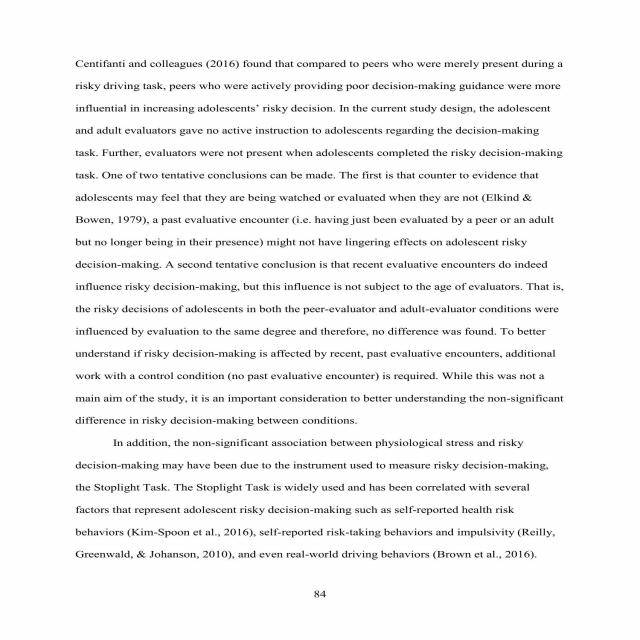 Centifanti and colleagues (2016) found that compared to peers who were merely present during a
risky driving task, peers who were actively providing poor decision-making guidance were more
influential in increasing adolescents’ risky decision. In the current study design, the adolescent
and adult evaluators gave no active instruction to adolescents regarding the decision-making
task. Further, evaluators were not present when adolescents completed the risky decision-making
task. One of two tentative conclusions can be made. The first is that counter to evidence that
adolescents may feel that they are being watched or evaluated when they are not (Elkind &
Bowen, 1979), a past evaluative encounter (i.e. having just been evaluated by a peer or an adult
but no longer being in their presence) might not have lingering effects on adolescent risky
decision-making. A second tentative conclusion is that recent evaluative encounters do indeed
influence risky decision-making, but this influence is not subject to the age of evaluators. That is,
the risky decisions of adolescents in both the peer-evaluator and adult-evaluator conditions were
influenced by evaluation to the same degree and therefore, no difference was found. To better
understand if risky decision-making is affected by recent, past evaluative encounters, additional
work with a control condition (no past evaluative encounter) is required. While this was not a
main aim of the study, it is an important consideration to better understanding the non-significant
difference in risky decision-making between conditions.
In addition, the non-significant association between physiological stress and risky
decision-making may have been due to the instrument used to measure risky decision-making,
the Stoplight Task. The Stoplight Task is widely used and has been correlated with several
factors that represent adolescent risky decision-making such as self-reported health risk
behaviors (Kim-Spoon et al., 2016), self-reported risk-taking behaviors and impulsivity (Reilly,
Greenwald, & Johanson, 2010), and even real-world driving behaviors (Brown et al., 2016).
84